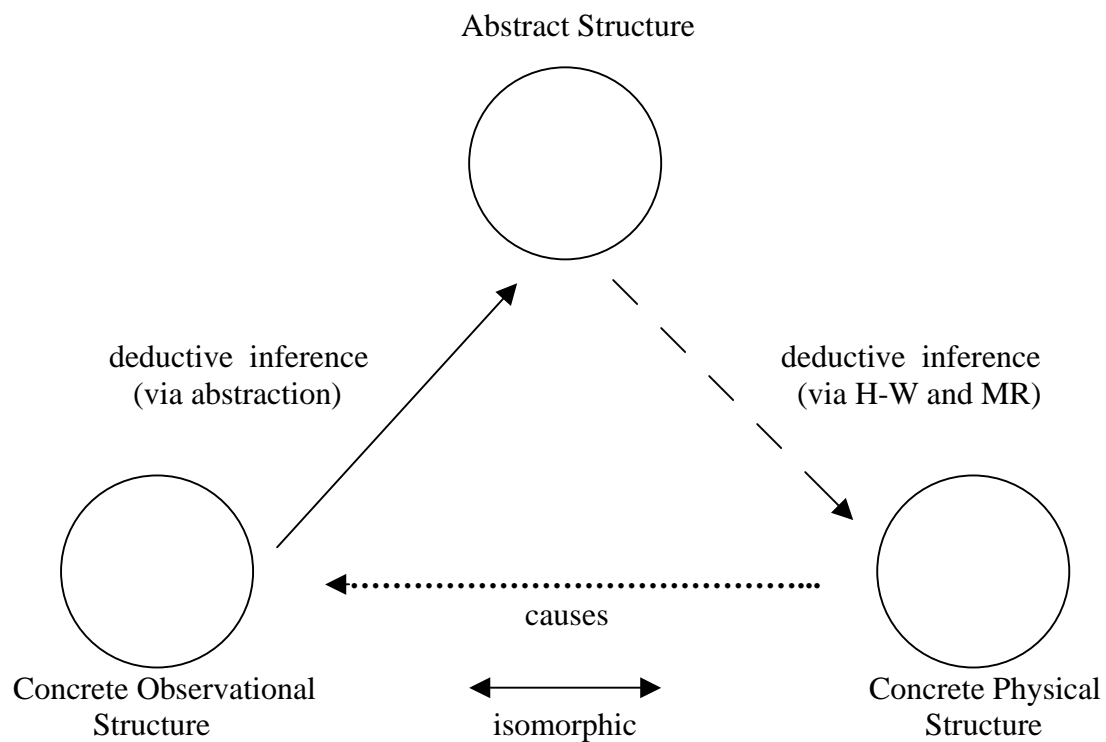 Abstract Structure
deductive inference
(via abstraction)
deductive inference
(via H-W and MR)
causes
Concrete Observational
Structure
isomorphic
Concrete Physical
Structure